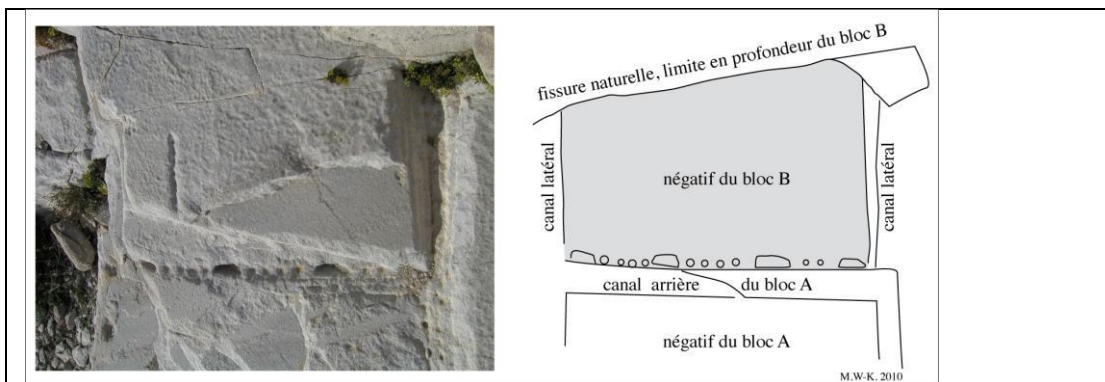 fissure naturelle, limite en profondeur du bloc B
canal latéral
négatif du bloc B
canal latéral
canal arrière du bloc A
négatif du bloc A
M.W-K. 2010